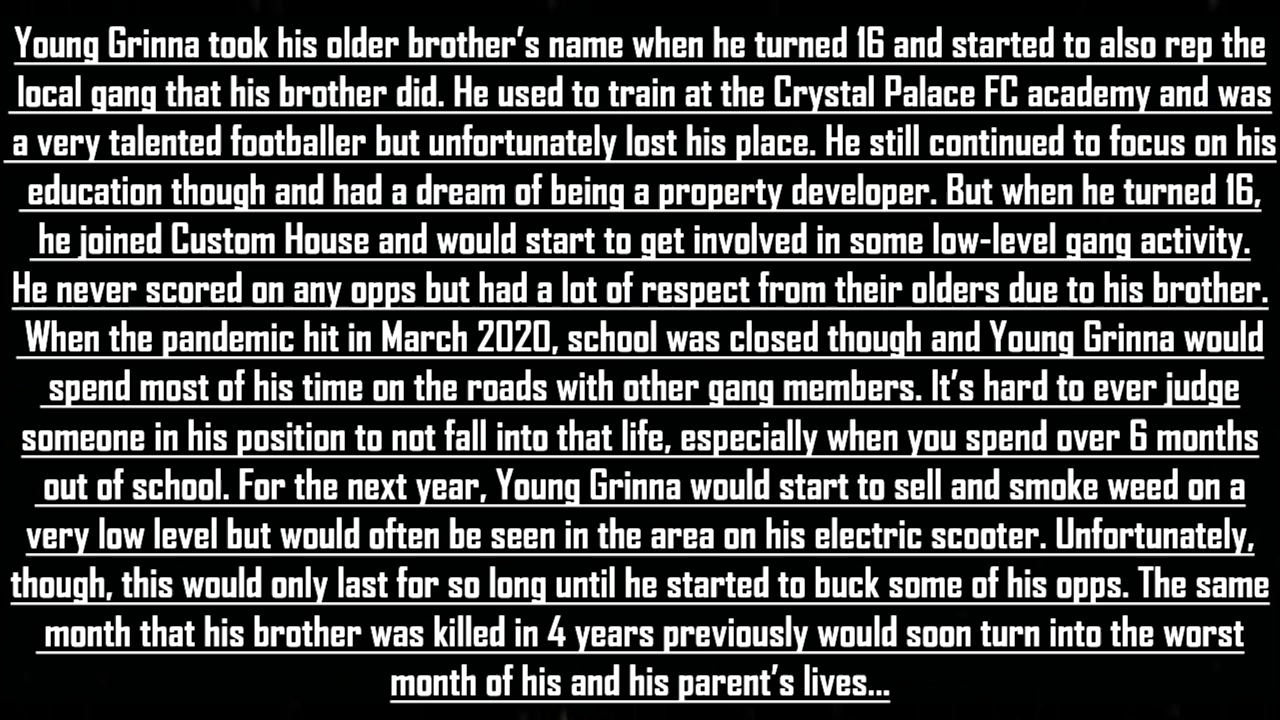 Young Grinna took his older brother’s name when he turned 16 and started to also rep the
local gang that his brother did. He used to train at the Crystal Palace FC academy and was
a very talented footballer but unfortunately lost his place. He still continued to focus on his
education though and had a dream of being a property developer. But when he turned 16,
he joined Custom House and would start to get involved in some low-level gang activity.
He never scored on any opps but had a lot of respect from their olders due to his brother.
When the pandemic hit in March 2020, school was closed though and Young Grinna would
spend most of his time on the roads with other gang members. It’s hard to ever judge
someone in his position to not fall into that life, especially when you spend over 6 months
out of school. For the next year, Young Grinna would start to sell and smoke weed on a
very low level but would often be seen in the area on his electric scooter. Unfortunately,
though, this would only last for so long until he started to buck some of his opps. The same
month that his brother was killed in 4 years previously would soon turn into the worst
month of his and his parent’s lives...